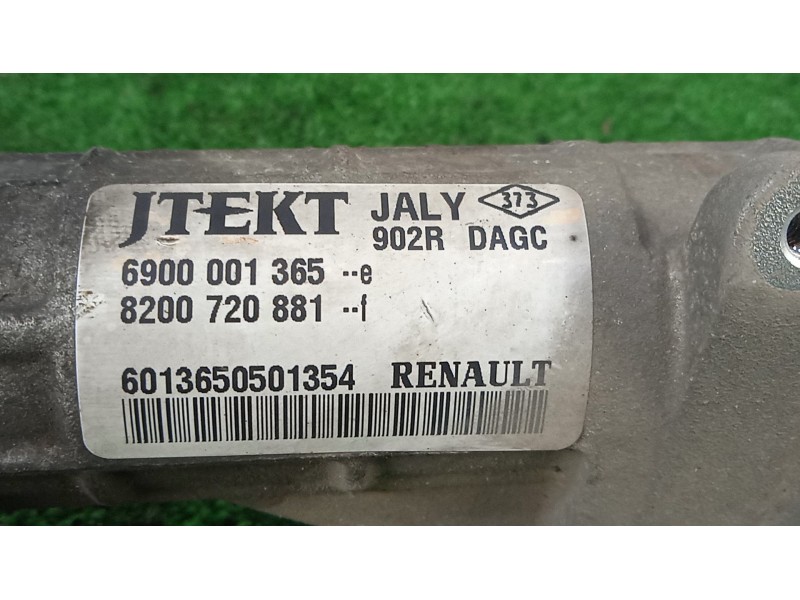 JTEKT JALY 373
902R DAGC
6900 001 365 --e
8200 720 881 --f
6013650501354 RENAULT